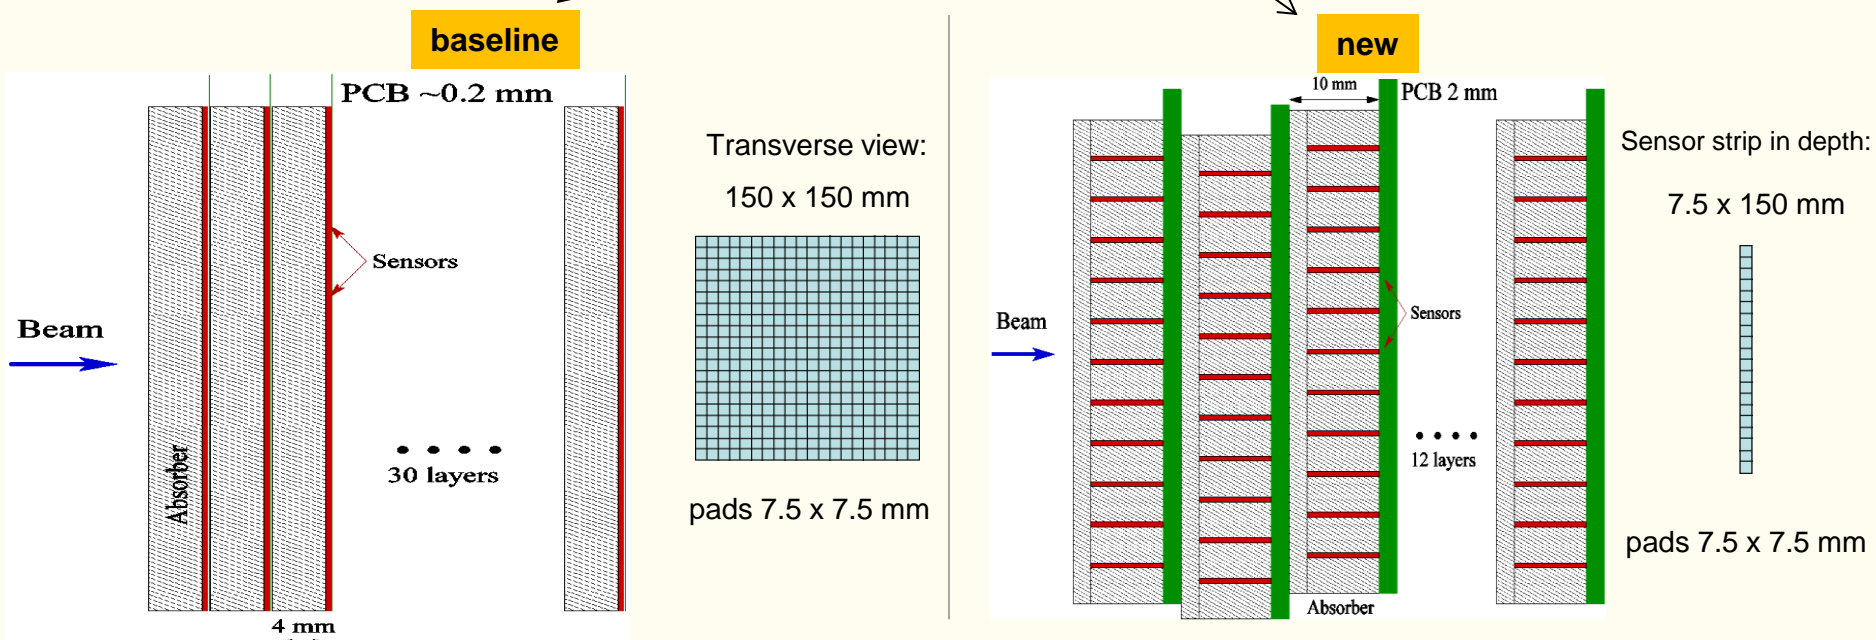 baseline
PCB ~0.2 mm
Sensors
Beam
Absorber
30 layers
4 mm
Transverse view:
150 x 150 mm
pads 7.5 x 7.5 mm
new
10 mm
PCB 2 mm
Sensors
Beam
12 layers
Absorber
Sensor strip in depth:
7.5 x 150 mm
pads 7.5 x 7.5 mm